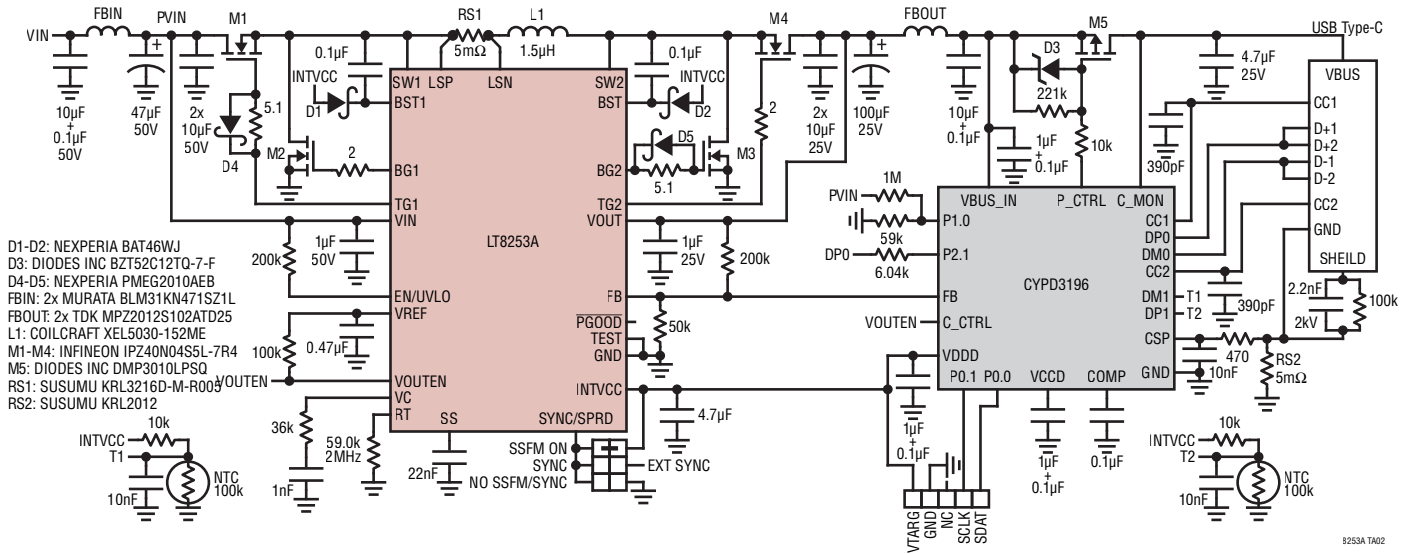 FBIN
PVIN
M1
RS1
L1
M4
FBOUT
M5
VIN
USB Type-C
5mΩ
1.5µH
0.1µF
0.1µF
D3
4.7µF
25V
INTVCC
INTVCC
SW1
LSP
LSN
SW2
VBUS
BST1
BST
D1
D2
221k
CC1
10µF
+
0.1µF
50V
47µF
50V
2x
10µF
50V
5.1
D4
2x
10µF
25V
100µF
25V
10µF
+
0.1µF
1µF
+
0.1µF
10k
390pF
D+1
D+2
D-1
D-2
M2
2
BG1
BG2
D5
5.1
M3
2
1M
PVIN
VBUS_IN
P_CTRL
C_MON
CC2
TG1
TG2
VIN
VOUT
P1.0
CC1
GND
LT8253A
59k
DP0
D1-D2: NEXPERIA BAT46WJ
D3: DIODES INC BZT52C12TQ-7-F
D4-D5: NEXPERIA PMEG2010AEB
FBIN: 2x MURATA BLM31KN471SZ1L
FBOUT: 2x TDK MPZ2012S102ATD25
L1: COILCRAFT XEL5030-152ME
M1-M4: INFINEON IPZ40N04S5L-7R4
M5: DIODES INC DMP3010LPSQ
RS1: SUSUMU KRL3216D-M-R005
RS2: SUSUMU KRL2012
200k
1µF
50V
1µF
25V
200k
DP0
6.04k
P2.1
DM0
CC2
SHEILD
CYPD3196
EN/UVLO
FB
FB
DM1
T1
DP1
T2
390pF
2.2nF
2kV
100k
VREF
PGOOD
TEST
GND
50k
VOUTEN
C_CTRL
100k
0.47µF
CSP
470
VDDD
10nF
RS2
5mΩ
VOUTEN
VOUTEN
INTVCC
P0.1
P0.0
VCCD
COMP
GND
VC
RT
SS
SYNC/SPRD
4.7µF
1µF
+
0.1µF
36k
59.0k
2MHz
22nF
1nF
SSFM ON
SYNC
EXT SYNC
NO SSFM/SYNC
1µF
+
0.1µF
0.1µF
INTVCC
10k
T1
10nF
NTC
100k
VTARG
GND
NC
SCLK
SDAT
INTVCC
10k
T2
10nF
NTC
100k
8253A TA02